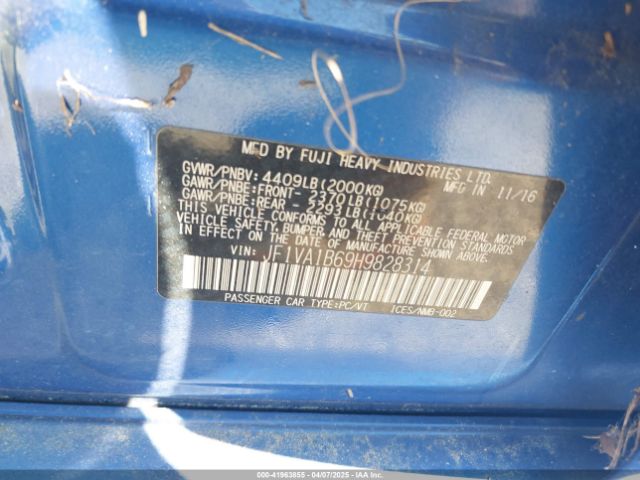 MFD BY FUJI HEAVY INDUSTRIES LTD.
GVWR/PNBV: 4409LB(2000KG) MFG IN 11/16
GAWR/PNBE:FRONT- 2370LB(1075KG)
GAWR/PNBE:REAR - 2293LB(1040KG)
THIS VEHICLE CONFORMS TO ALL APPLICABLE FEDERAL MOTOR
VEHICLE SAFETY, BUMPER, AND THEFT PREVENTION STANDARDS
IN EFFECT ON THE DATE OF MANUFACTURE SHOWN ABOVE.
VIN: JF1VA1B69H9828314
PASSENGER CAR TYPE:PC/VT ICES/NMB-002
000-41963855 04/07/2025 IAAI.COM